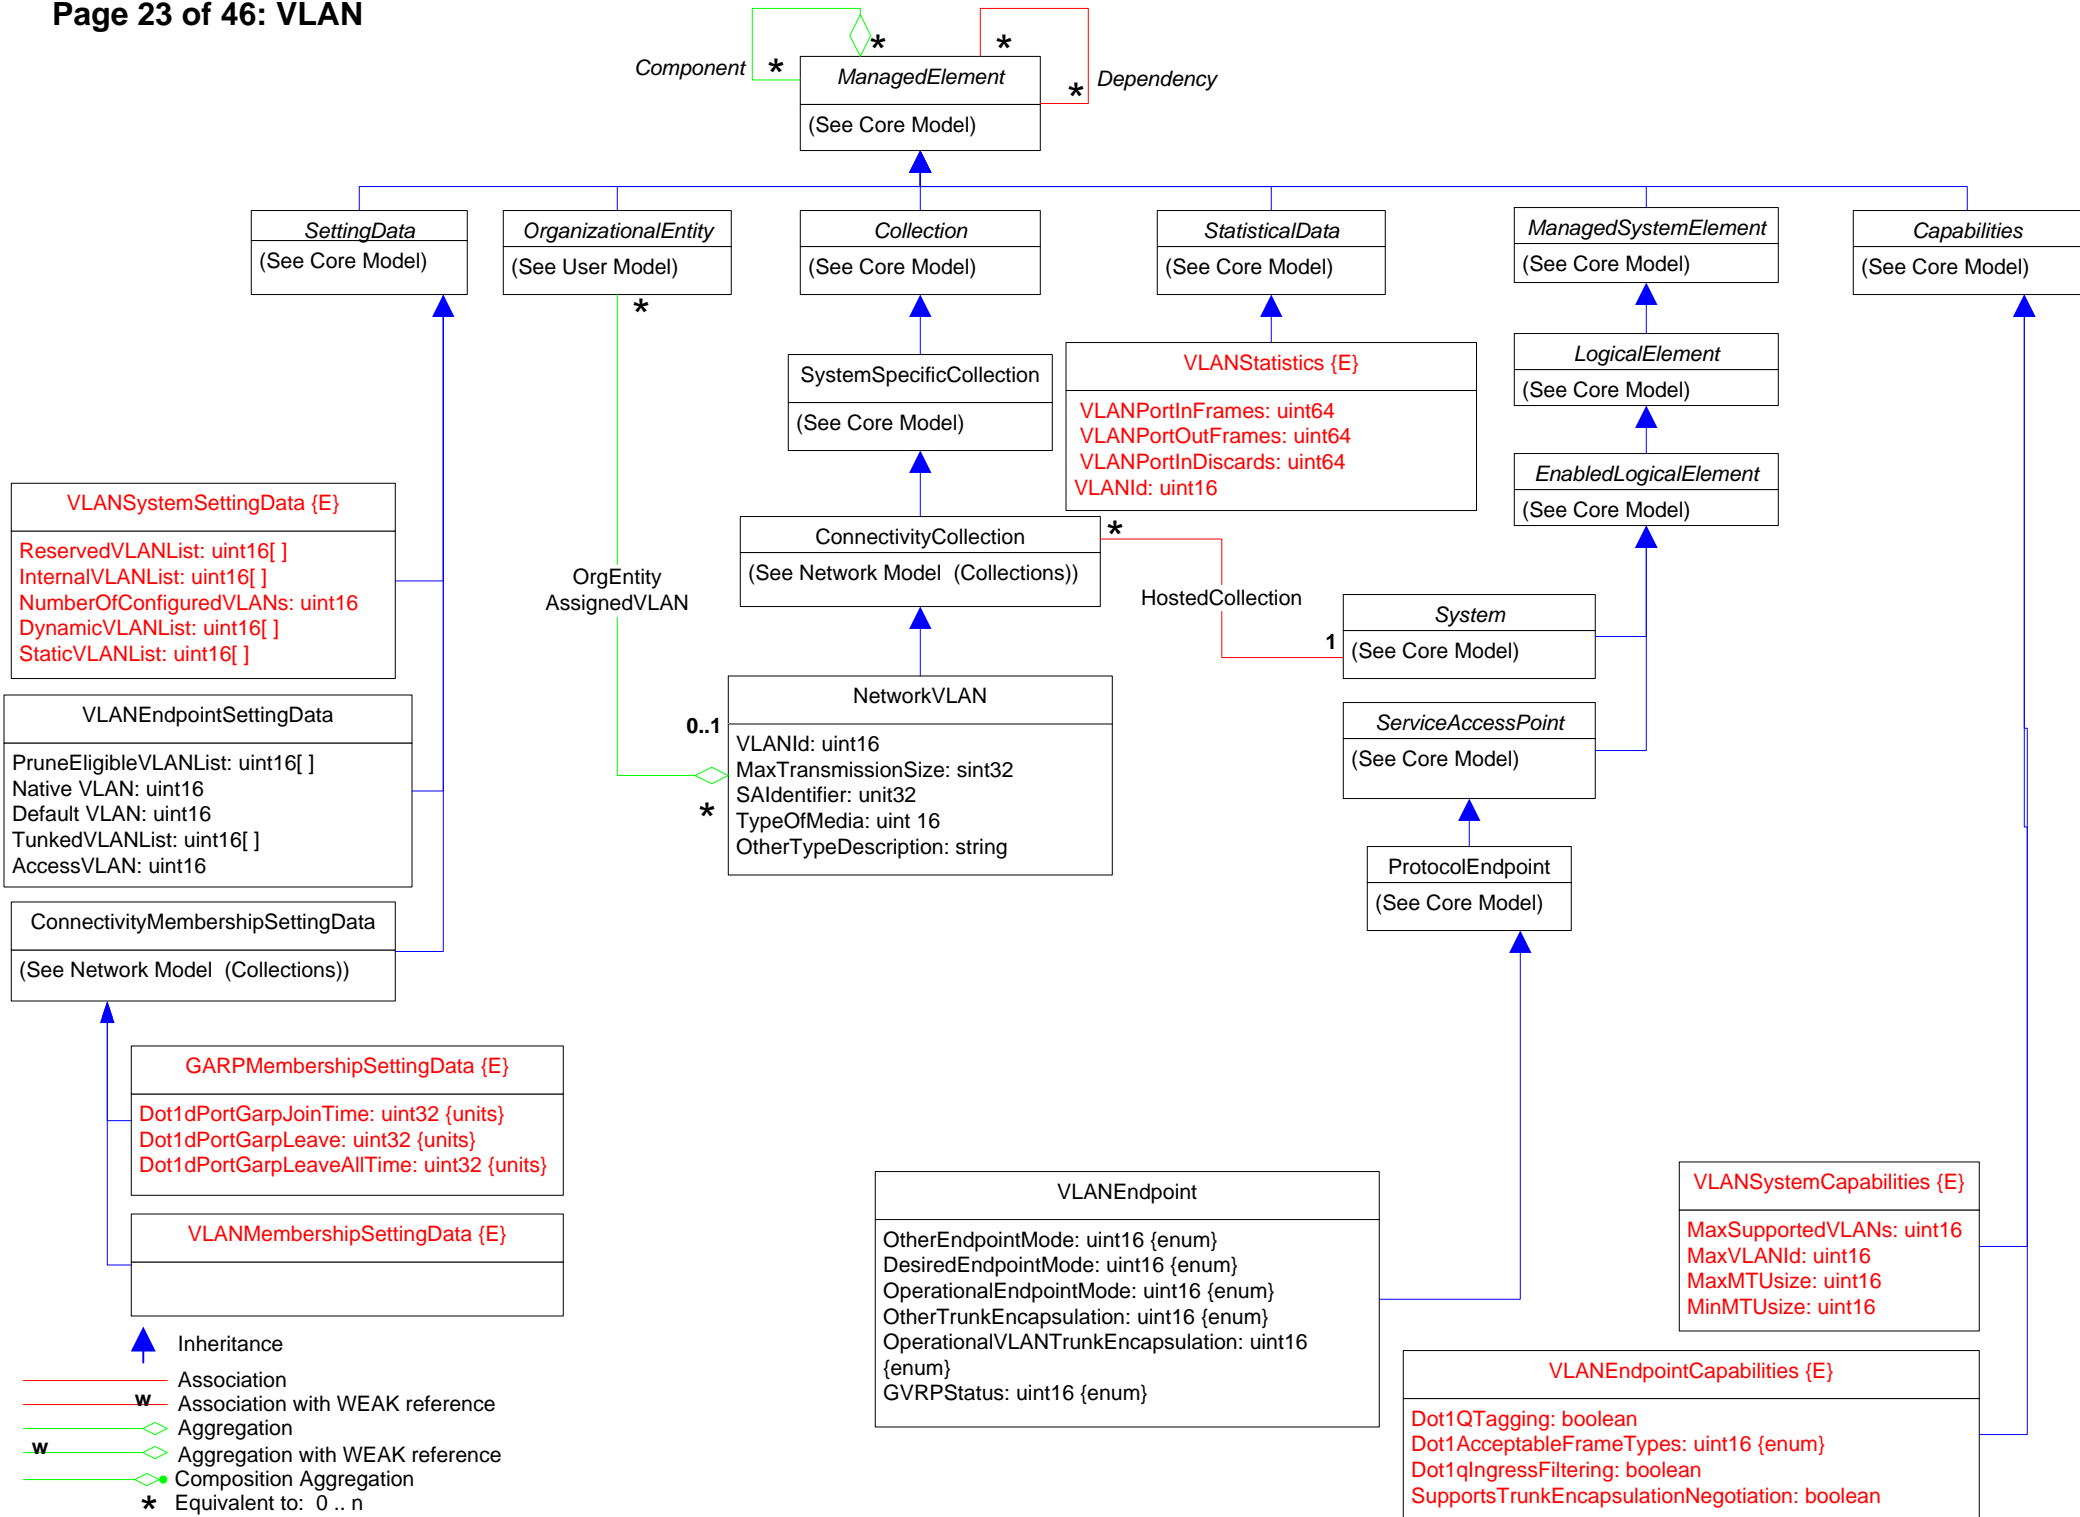 Page 23 of 46: VLAN
Component
*
*
*
*
Dependency
ManagedElement
(See Core Model)
SettingData
(See Core Model)
OrganizationalEntity
(See User Model)
*
Collection
(See Core Model)
StatisticalData
(See Core Model)
ManagedSystemElement
(See Core Model)
Capabilities
(See Core Model)
SystemSpecificCollection
(See Core Model)
VLANStatistics {E}
VLANPortInFrames: uint64
VLANPortOutFrames: uint64
VLANPortInDiscards: uint64
VLANId: uint16
LogicalElement
(See Core Model)
EnabledLogicalElement
(See Core Model)
VLANSystemSettingData {E}
ReservedVLANList: uint16[ ]
InternalVLANList: uint16[ ]
NumberOfConfiguredVLANs: uint16
DynamicVLANList: uint16[ ]
StaticVLANList: uint16[ ]
OrgEntity
AssignedVLAN
ConnectivityCollection
(See Network Model (Collections))
*
HostedCollection
1
System
(See Core Model)
VLANEndpointSettingData
PruneEligibleVLANList: uint16[ ]
Native VLAN: uint16
Default VLAN: uint16
TunkedVLANList: uint16[ ]
AccessVLAN: uint16
0..1
*
NetworkVLAN
VLANId: uint16
MaxTransmissionSize: sint32
SAIdentifier: unit32
TypeOfMedia: uint 16
OtherTypeDescription: string
ServiceAccessPoint
(See Core Model)
ProtocolEndpoint
(See Core Model)
ConnectivityMembershipSettingData
(See Network Model (Collections))
GARPMembershipSettingData {E}
Dot1dPortGarpJoinTime: uint32 {units}
Dot1dPortGarpLeave: uint32 {units}
Dot1dPortGarpLeaveAllTime: uint32 {units}
VLANMembershipSettingData {E}
VLANEndpoint
OtherEndpointMode: uint16 {enum}
DesiredEndpointMode: uint16 {enum}
OperationalEndpointMode: uint16 {enum}
OtherTrunkEncapsulation: uint16 {enum}
OperationalVLANTrunkEncapsulation: uint16
{enum}
GVRPStatus: uint16 {enum}
VLANSystemCapabilities {E}
MaxSupportedVLANs: uint16
MaxVLANId: uint16
MaxMTUsize: uint16
MinMTUsize: uint16
VLANEndpointCapabilities {E}
Dot1QTagging: boolean
Dot1AcceptableFrameTypes: uint16 {enum}
Dot1qIngressFiltering: boolean
SupportsTrunkEncapsulationNegotiation: boolean
Inheritance
Association
w Association with WEAK reference
Aggregation
w Aggregation with WEAK reference
Composition Aggregation
* Equivalent to: 0 .. n